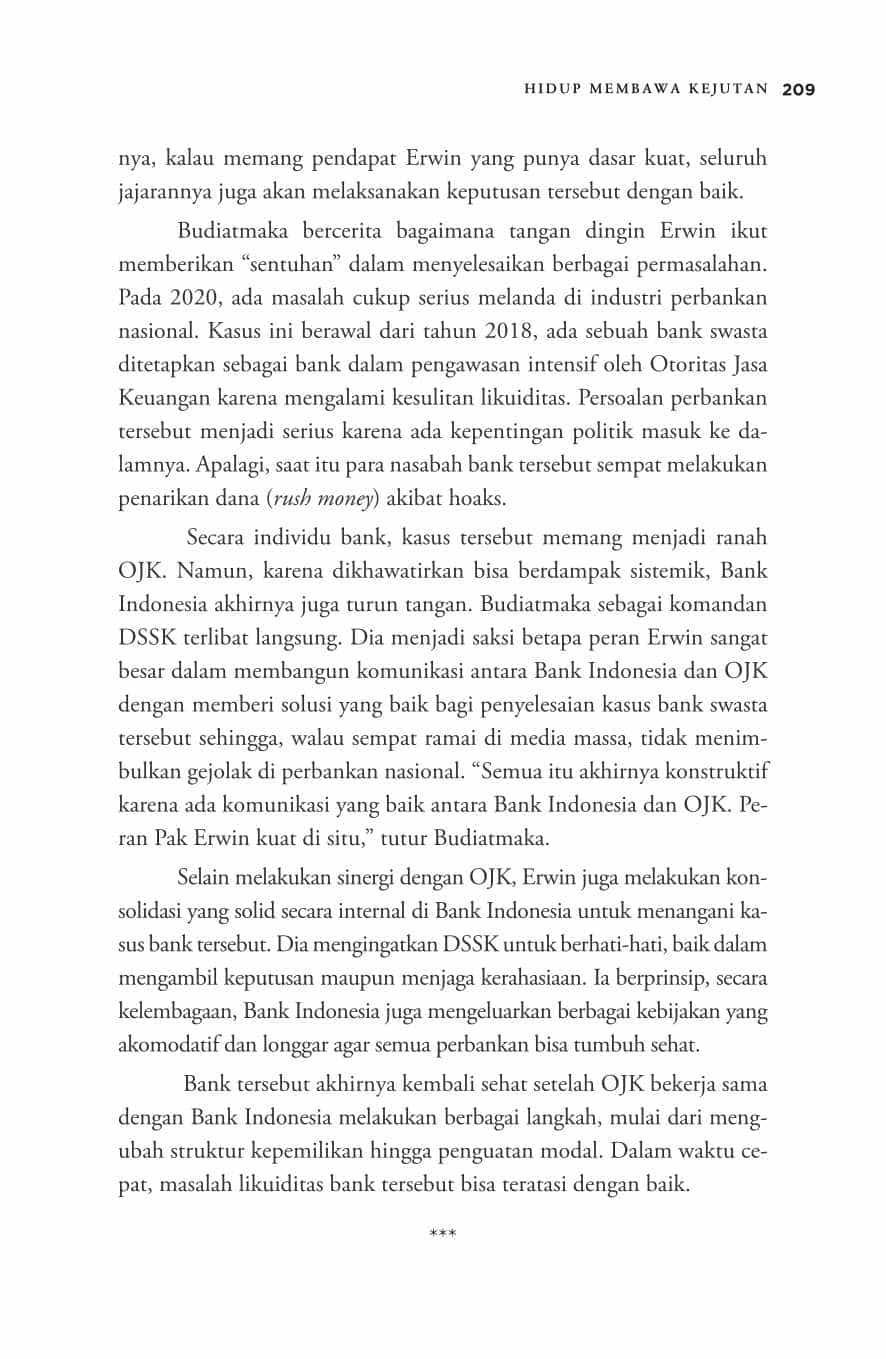 HIDUP MEMBAWA KEJUTAN 209
nya, kalau memang pendapat Erwin yang punya dasar kuat, seluruh
jajarannya juga akan melaksanakan keputusan tersebut dengan baik.
Budiatmaka bercerita bagaimana tangan dingin Erwin ikut
memberikan “sentuhan” dalam menyelesaikan berbagai permasalahan.
Pada 2020, ada masalah cukup serius melanda di industri perbankan
nasional. Kasus ini berawal dari tahun 2018, ada sebuah bank swasta
ditetapkan sebagai bank dalam pengawasan intensif oleh Otoritas Jasa
Keuangan karena mengalami kesulitan likuiditas. Persoalan perbankan
tersebut menjadi serius karena ada kepentingan politik masuk ke da-
lamnya. Apalagi, saat itu para nasabah bank tersebut sempat melakukan
penarikan dana (rush money) akibat hoaks.
Secara individu bank, kasus tersebut memang menjadi ranah
OJK. Namun, karena dikhawatirkan bisa berdampak sistemik, Bank
Indonesia akhirnya juga turun tangan. Budiatmaka sebagai komandan
DSSK terlibat langsung. Dia menjadi saksi betapa peran Erwin sangat
besar dalam membangun komunikasi antara Bank Indonesia dan OJK
dengan memberi solusi yang baik bagi penyelesaian kasus bank swasta
tersebut sehingga, walau sempat ramai di media massa, tidak menim-
bulkan gejolak di perbankan nasional. “Semua itu akhirnya konstruktif
karena ada komunikasi yang baik antara Bank Indonesia dan OJK. Pe-
ran Pak Erwin kuat di situ,” tutur Budiatmaka.
Selain melakukan sinergi dengan OJK, Erwin juga melakukan kon-
solidasi yang solid secara internal di Bank Indonesia untuk menangani ka-
sus bank tersebut. Dia mengingatkan DSSK untuk berhati-hati, baik dalam
mengambil keputusan maupun menjaga kerahasiaan. Ia berprinsip, secara
kelembagaan, Bank Indonesia juga mengeluarkan berbagai kebijakan yang
akomodatif dan longgar agar semua perbankan bisa tumbuh sehat.
Bank tersebut akhirnya kembali sehat setelah OJK bekerja sama
dengan Bank Indonesia melakukan berbagai langkah, mulai dari meng-
ubah struktur kepemilikan hingga penguatan modal. Dalam waktu ce-
pat, masalah likuiditas bank tersebut bisa teratasi dengan baik.
***